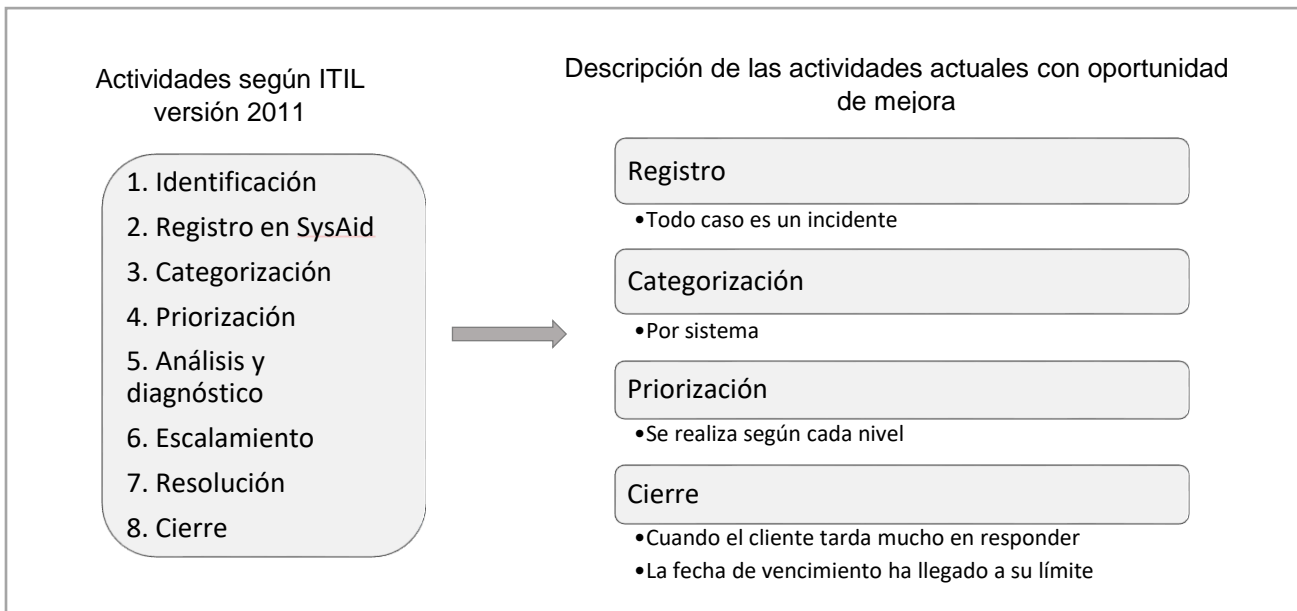 Actividades según ITIL
versión 2011
1. Identificación
2. Registro en SysAid
3. Categorización
4. Priorización
5. Análisis y
diagnóstico
6. Escalamiento
7. Resolución
8. Cierre
Descripción de las actividades actuales con oportunidad
de mejora
Registro
•Todo caso es un incidente
Categorización
•Por sistema
Priorización
•Se realiza según cada nivel
Cierre
•Cuando el cliente tarda mucho en responder
•La fecha de vencimiento ha llegado a su límite